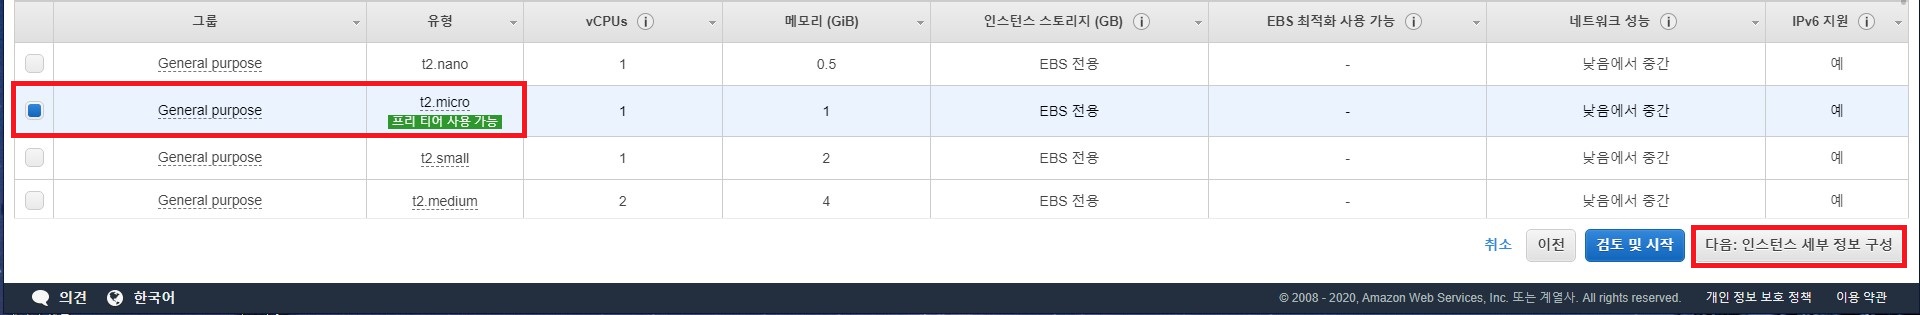 그룹 유형 vCPUs 메모리 (GiB) 인스턴스 스토리지 (GB) EBS 최적화 사용 가능 네트워크 성능 IPv6 지원
General purpose t2.nano 1 0.5 EBS 전용 - 낮음에서 중간 예
General purpose t2.micro 프리 티어 사용 가능 1 1 EBS 전용 - 낮음에서 중간 예
General purpose t2.small 1 2 EBS 전용 - 낮음에서 중간 예
General purpose t2.medium 2 4 EBS 전용 - 낮음에서 중간 예
취소 이전 검토 및 시작 다음: 인스턴스 세부 정보 구성
의견 한국어 © 2008 - 2020, Amazon Web Services, Inc. 또는 계열사. All rights reserved. 개인 정보 보호 정책 이용 약관